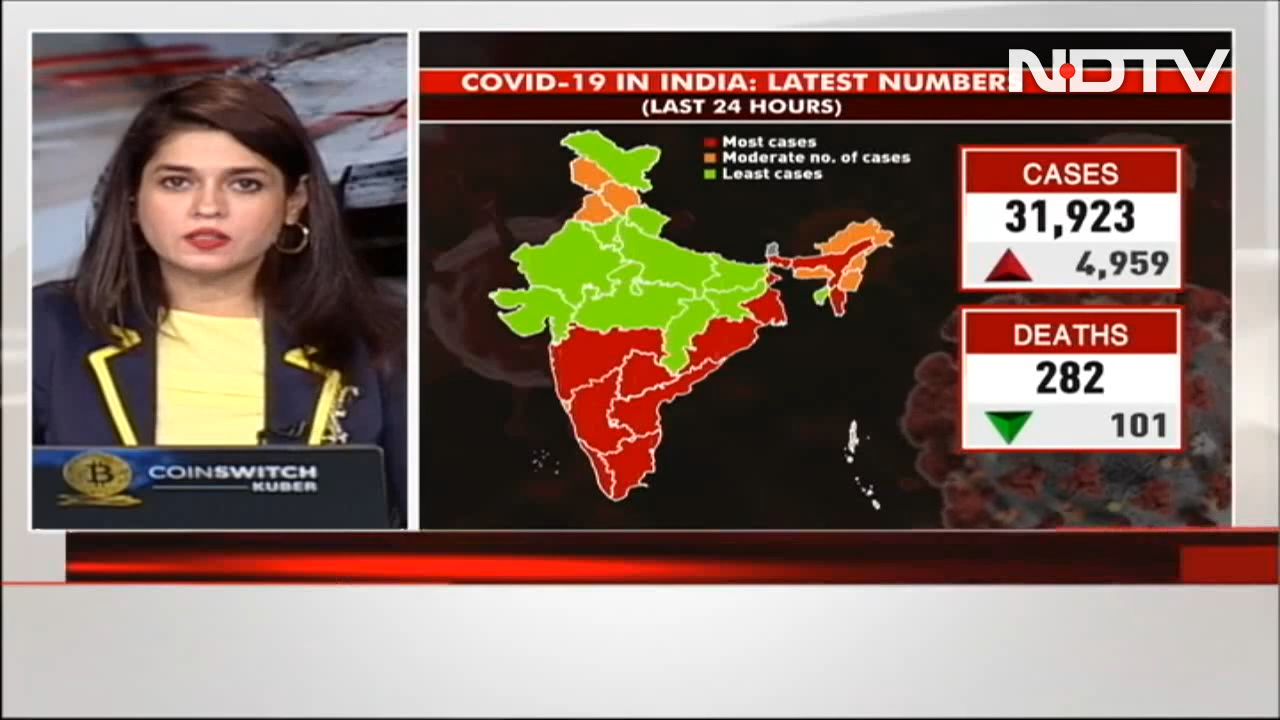 NDTV
COVID-19 IN INDIA: LATEST NUMBERS
(LAST 24 HOURS)
Most cases
Moderate no. of cases
Least cases
CASES
31,923
4,959
DEATHS
282
101
COINSWITCH
KUBER